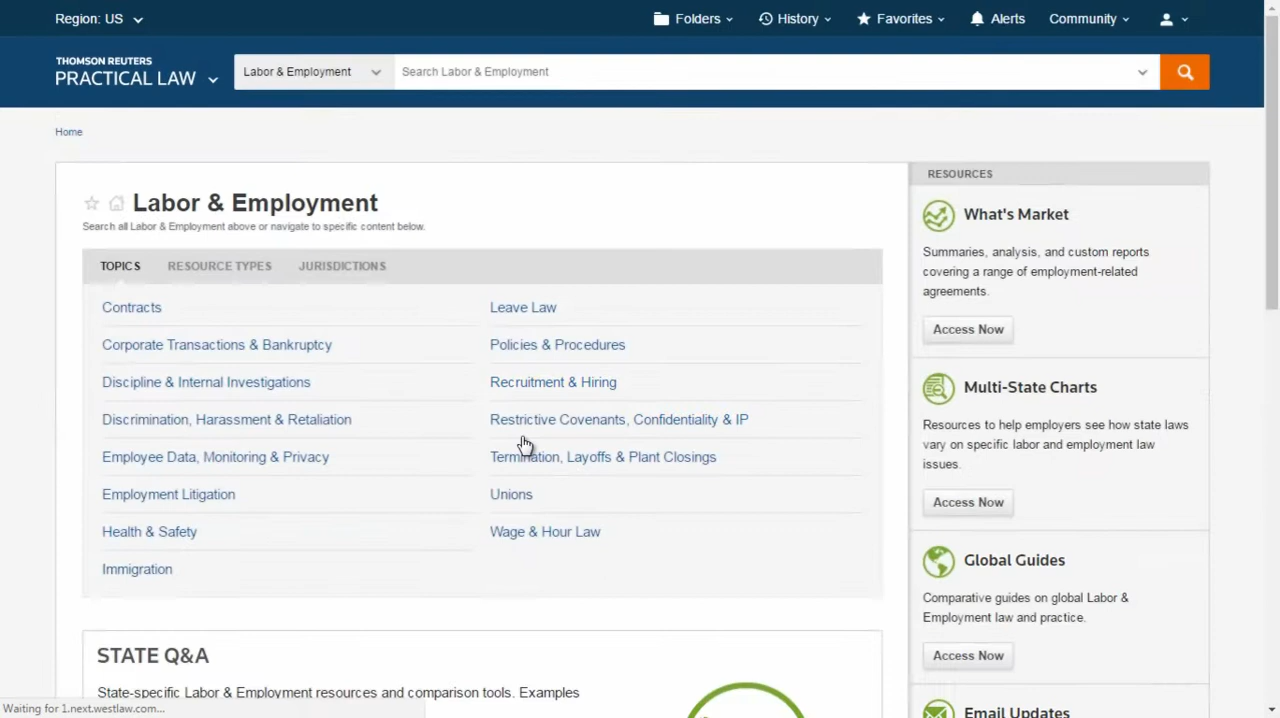 Region: US
Folders
History
Favorites
Alerts
Community
THOMSON REUTERS
PRACTICAL LAW
Labor & Employment
Search Labor & Employment
Home
Labor & Employment
Search all Labor & Employment above or navigate to specific content below.
TOPICS
RESOURCE TYPES
JURISDICTIONS
Contracts
Corporate Transactions & Bankruptcy
Discipline & Internal Investigations
Discrimination, Harassment & Retaliation
Employee Data, Monitoring & Privacy
Employment Litigation
Health & Safety
Immigration
Leave Law
Policies & Procedures
Recruitment & Hiring
Restrictive Covenants, Confidentiality & IP
Termination, Layoffs & Plant Closings
Unions
Wage & Hour Law
STATE Q&A
State-specific Labor & Employment resources and comparison tools. Examples
RESOURCES
What's Market
Summaries, analysis, and custom reports
covering a range of employment-related
agreements.
Access Now
Multi-State Charts
Resources to help employers see how state laws
vary on specific labor and employment law
issues.
Access Now
Global Guides
Comparative guides on global Labor &
Employment law and practice.
Access Now
Email Updates
Waiting for 1.next.westlaw.com...